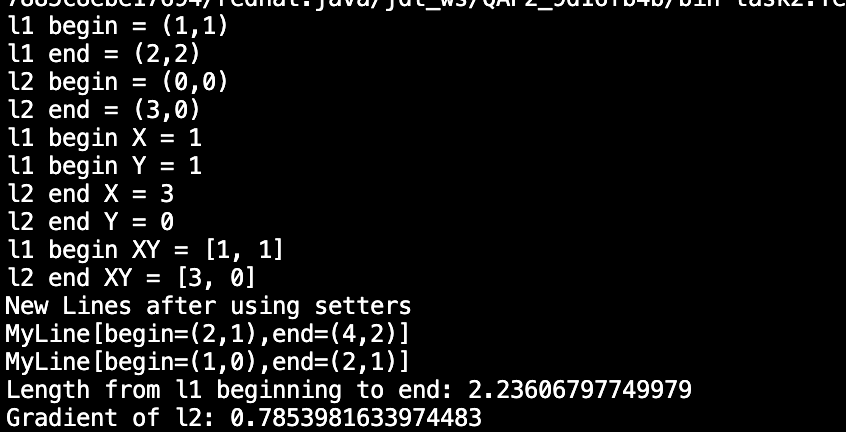 l1 begin = (1,1)
l1 end = (2,2)
l2 begin = (0,0)
l2 end = (3,0)
l1 begin X = 1
l1 begin Y = 1
l2 end X = 3
l2 end Y = 0
l1 begin XY = [1, 1]
l2 end XY = [3, 0]
New Lines after using setters
MyLine[begin=(2,1),end=(4,2)]
MyLine[begin=(1,0),end=(2,1)]
Length from l1 beginning to end: 2.23606797749979
Gradient of l2: 0.7853981633974483